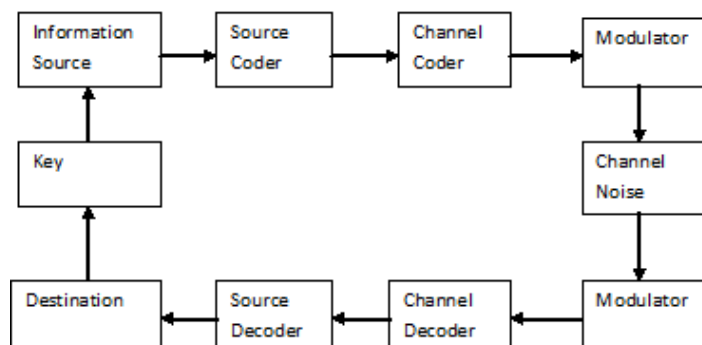 Information
Source
Source
Coder
Channel
Coder
Modulator
Key
Channel
Noise
Destination
Source
Decoder
Channel
Decoder
Modulator